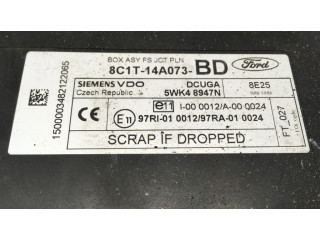 BOX ASY FS JCT PLN
8C1T-14A073-BD
Ford
SIEMENS VDO
Czech Republic
DCUGA
5WK4 8947N
8E25
e11 I-00 0012/A-00 0024
E11 97RI-01 0012/97RA-01 0024
FT_027
SCRAP IF DROPPED
1500003482122065